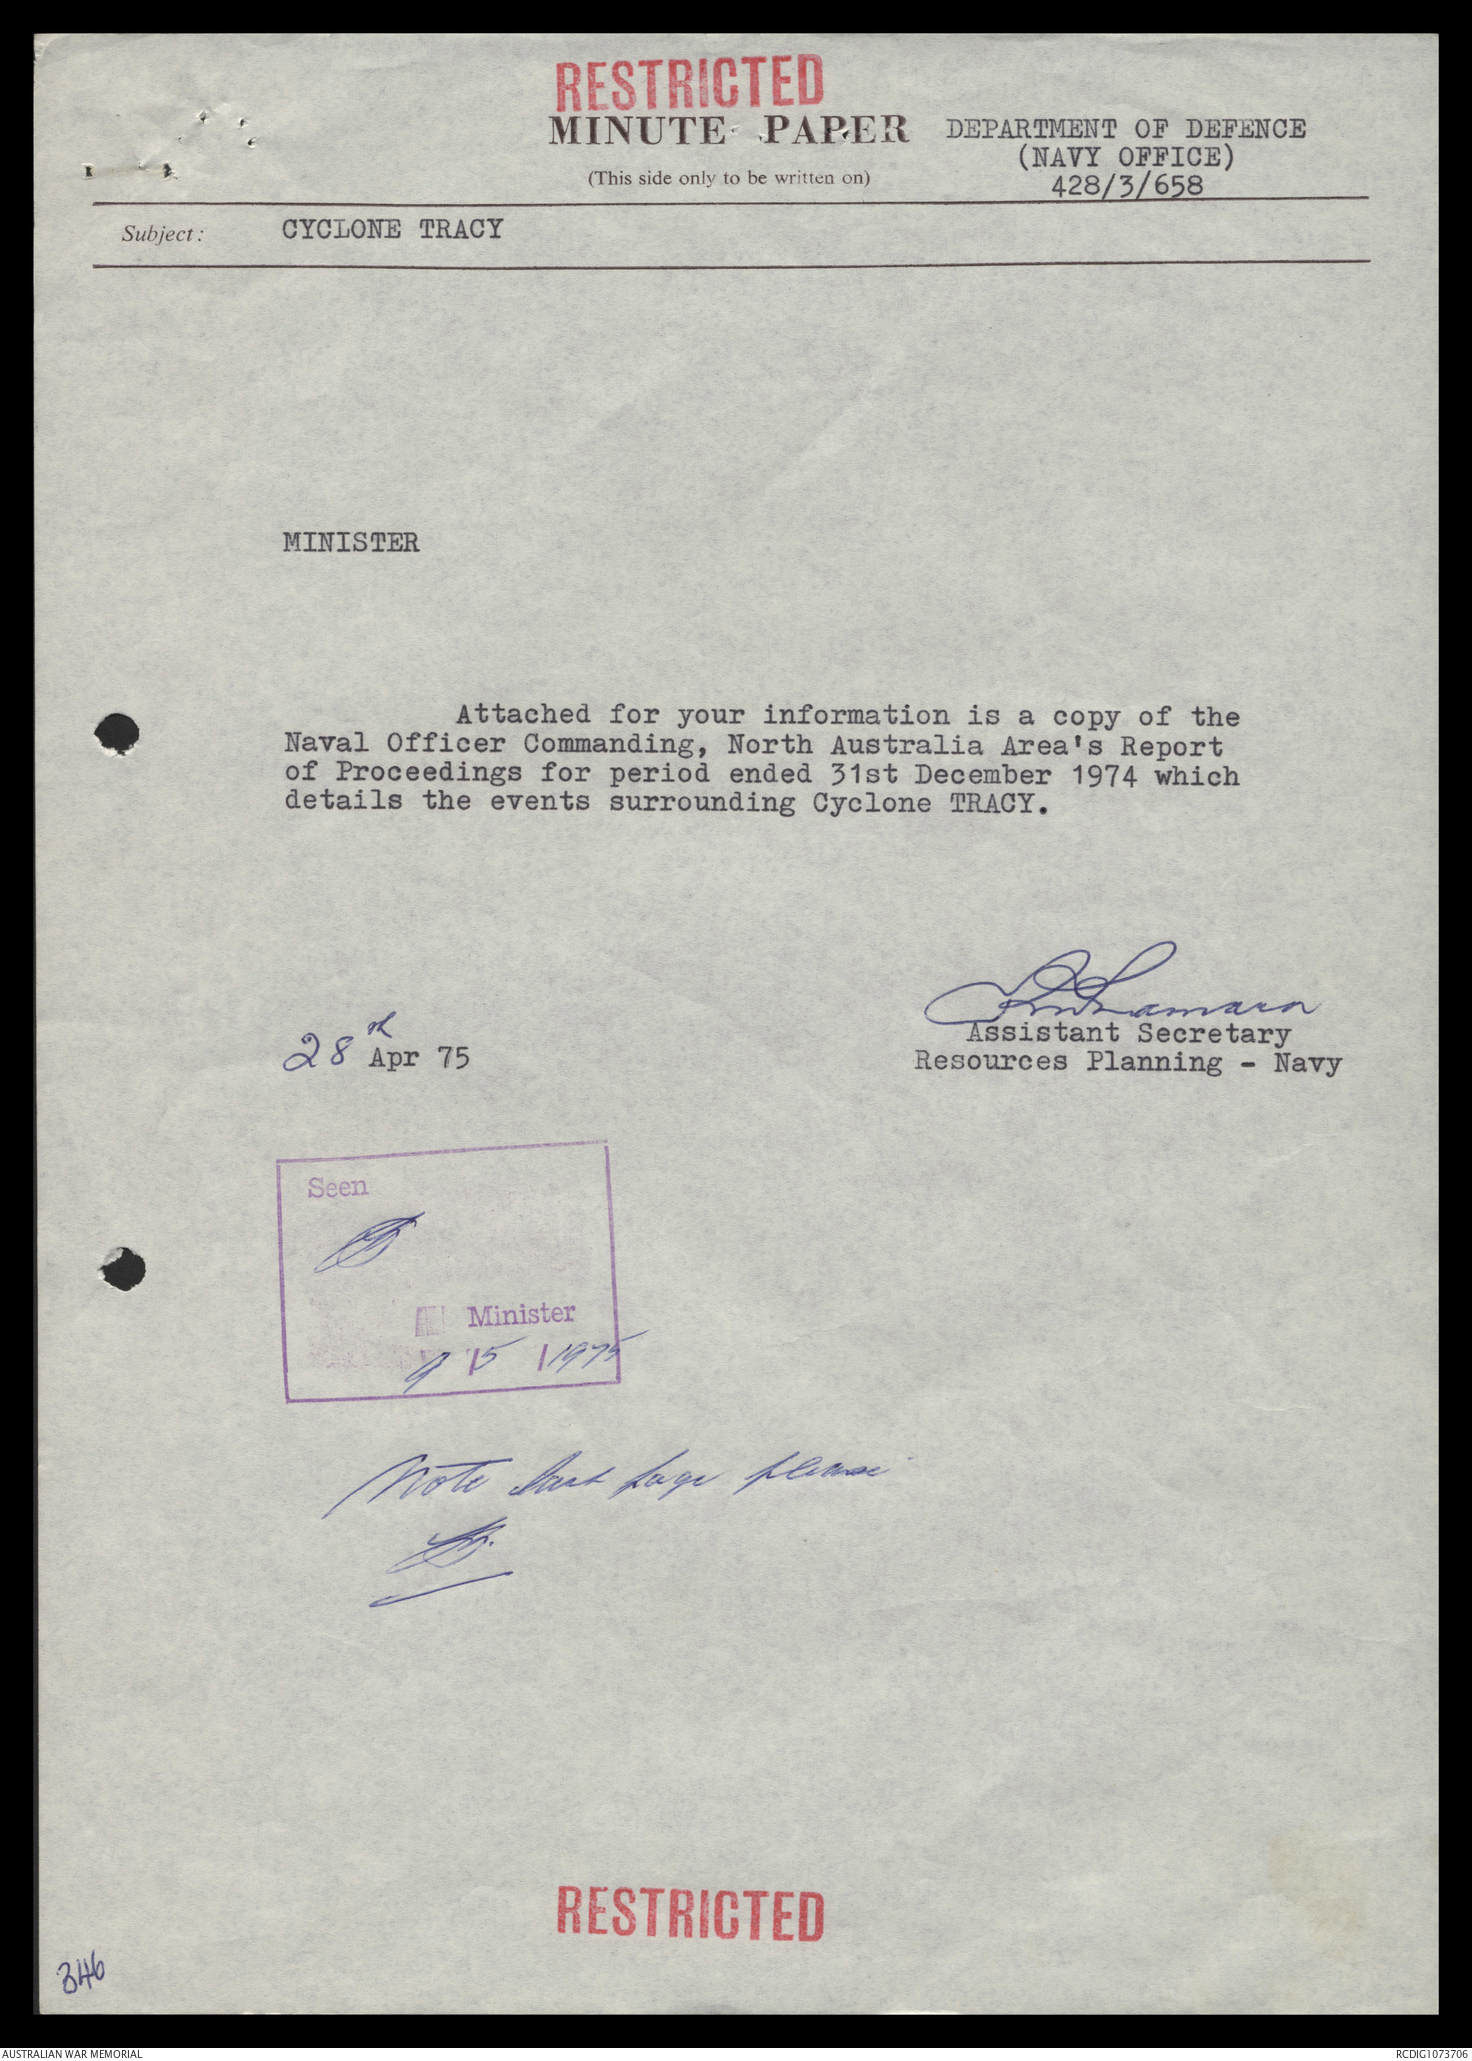 RESTRICTED
MINUTE PAPER
(This side only to be written on)
DEPARTMENT OF DEFENCE
(NAVY OFFICE)
428/3/658
Subject: CYCLONE TRACY
MINISTER
Attached for your information is a copy of the
Naval Officer Commanding, North Australia Area's Report
of Proceedings for period ended 31st December 1974 which
details the events surrounding Cyclone TRACY.
28th Apr 75
Assistant Secretary
Resources Planning - Navy
Seen
Minister
9/5/1975
Note last page please
RESTRICTED
346
AUSTRALIAN WAR MEMORIAL
RCDIG1073706